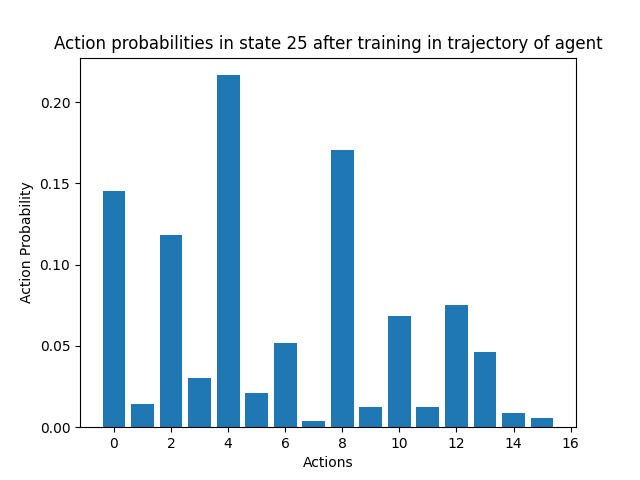 Action probabilities in state 25 after training in trajectory of agent
0.20
0.15
0.10
0.05
0.00
Action Probability
0 2 4 6 8 10 12 14 16
Actions